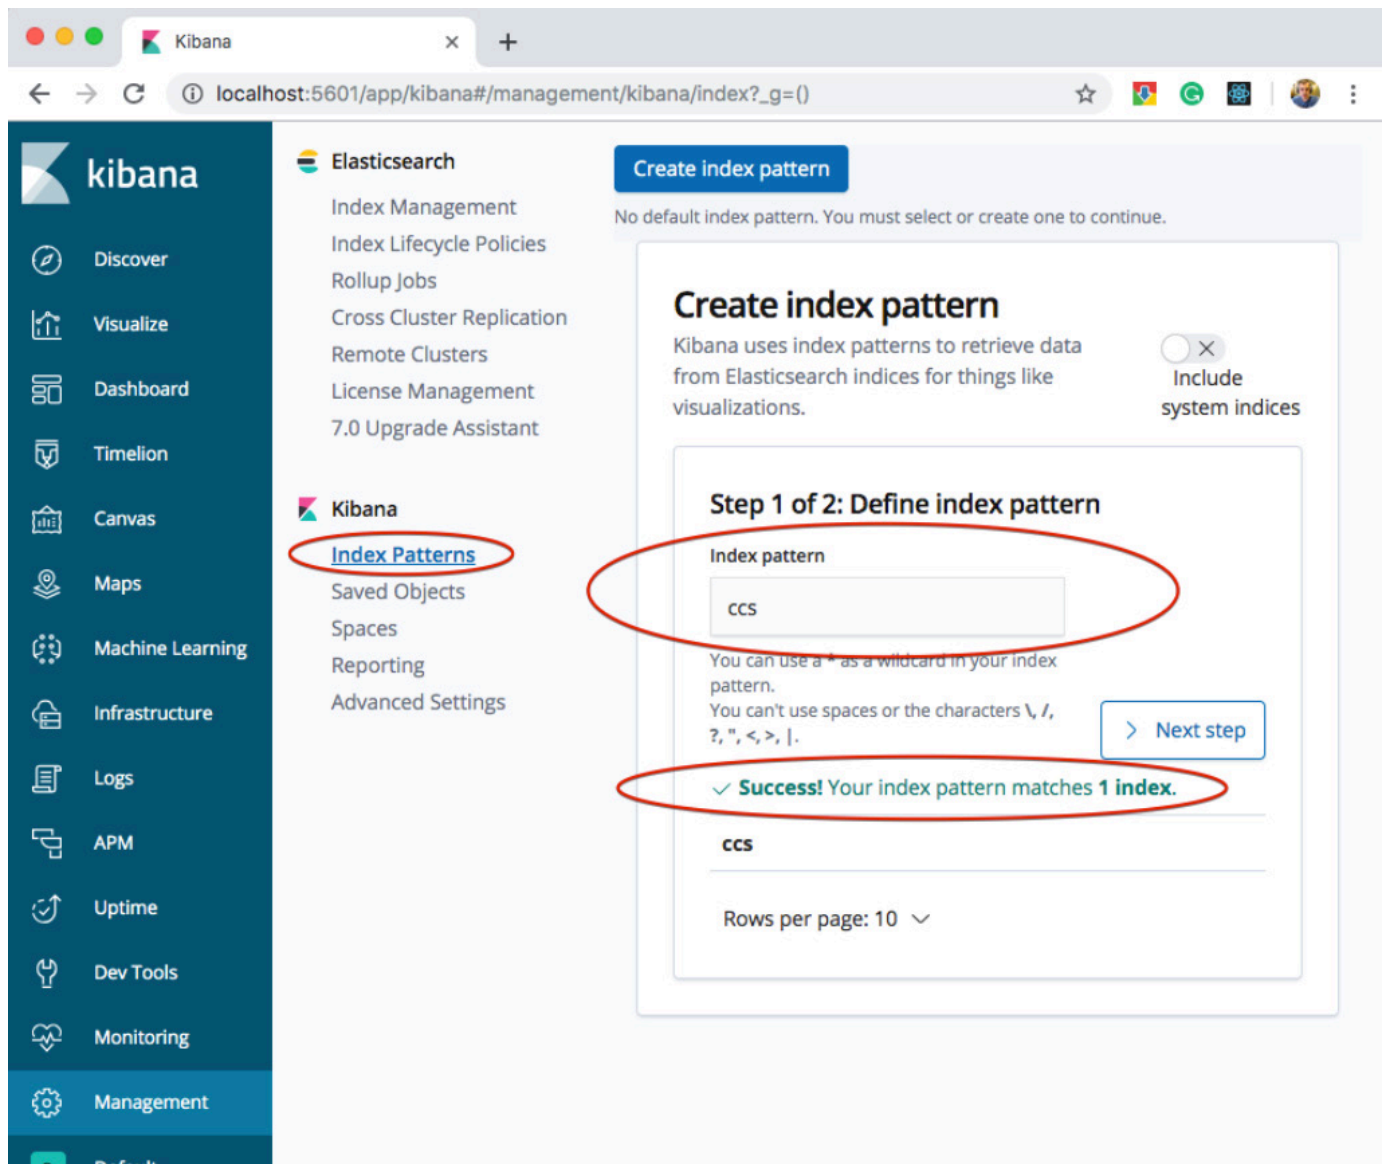 Kibana
localhost:5601/app/kibana#/management/kibana/index?_g=()
kibana
Discover
Visualize
Dashboard
Timelion
Canvas
Maps
Machine Learning
Infrastructure
Logs
APM
Uptime
Dev Tools
Monitoring
Management
Elasticsearch
Index Management
Index Lifecycle Policies
Rollup Jobs
Cross Cluster Replication
Remote Clusters
License Management
7.0 Upgrade Assistant
Kibana
Index Patterns
Saved Objects
Spaces
Reporting
Advanced Settings
Create index pattern
No default index pattern. You must select or create one to continue.
Create index pattern
Kibana uses index patterns to retrieve data
from Elasticsearch indices for things like
visualizations.
Include
system indices
Step 1 of 2: Define index pattern
Index pattern
ccs
You can use a * as a wildcard in your index
pattern.
You can't use spaces or the characters \, /,
?, ", <, >, |.
Next step
Success! Your index pattern matches 1 index.
ccs
Rows per page: 10